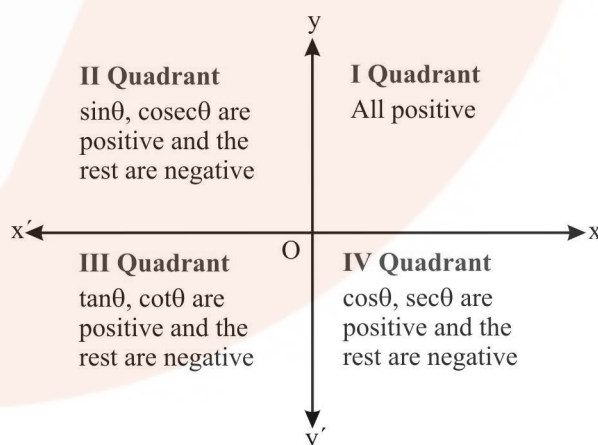 y
II Quadrant
sinθ, cosecθ are
positive and the
rest are negative
I Quadrant
All positive
x´
x
O
III Quadrant
tanθ, cotθ are
positive and the
rest are negative
IV Quadrant
cosθ, secθ are
positive and the
rest are negative
y´